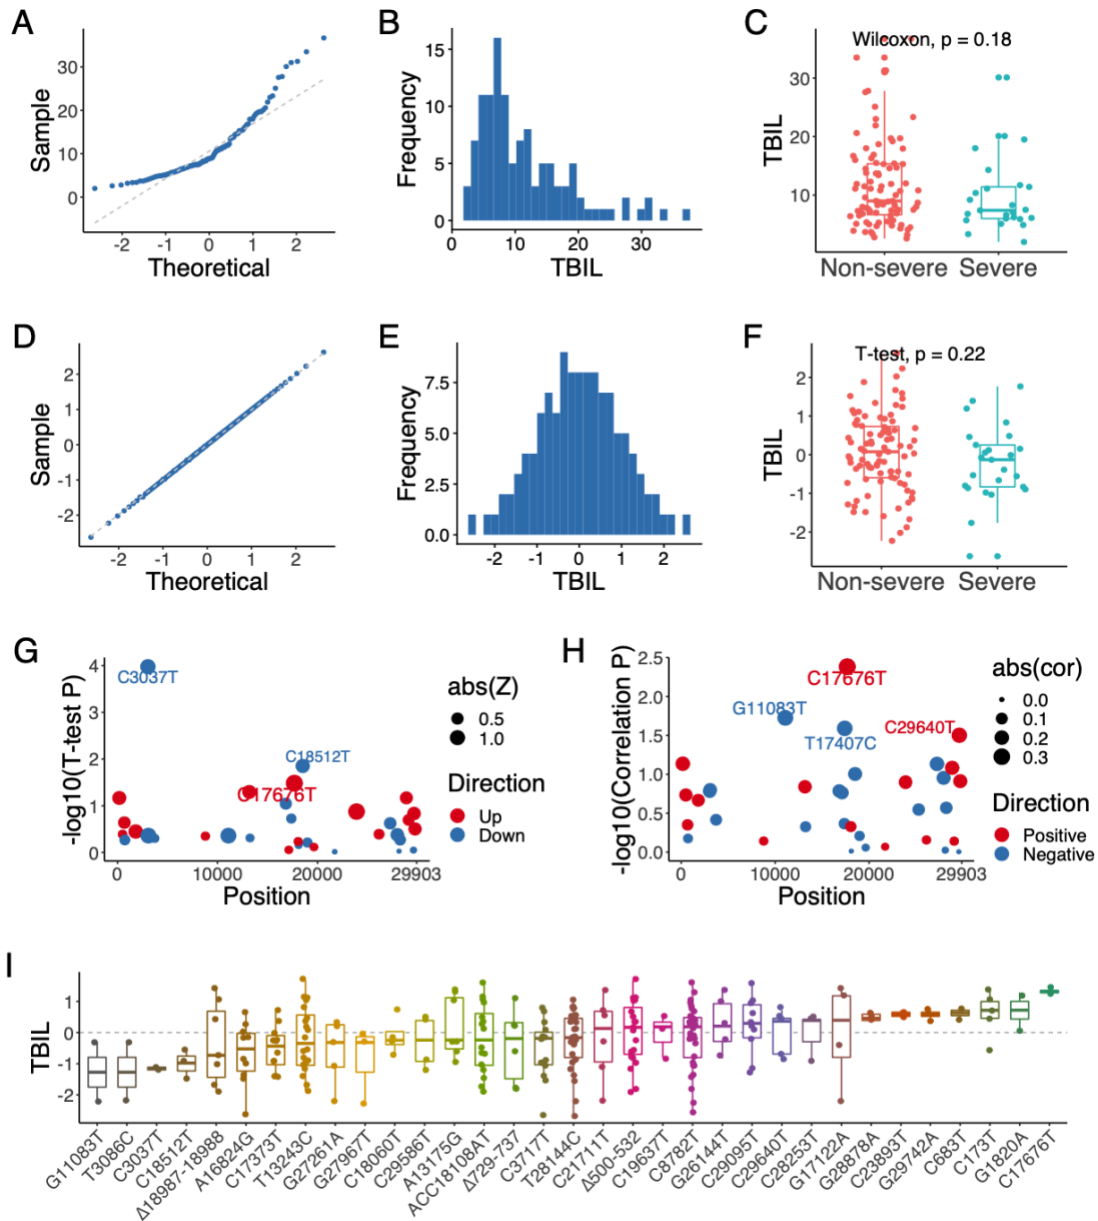 A
Sample
30
20
10
0
-2
-1
0
1
2
Theoretical
B
Frequency
15
10
5
0
0
10
20
30
TBIL
C
Wilcoxon, p = 0.18
TBIL
30
20
10
Non-severe
Severe
D
Sample
2
1
0
-1
-2
-2
-1
0
1
2
Theoretical
E
Frequency
7.5
5.0
2.5
0.0
-2
-1
0
1
2
TBIL
F
T-test, p = 0.22
TBIL
2
1
0
-1
-2
Non-severe
Severe
G
-log10(T-test P)
4
3
2
1
0
C3037T
C18512T
C17676T
0
10000
20000
29903
Position
abs(Z)
0.5
1.0
Direction
Up
Down
H
-log10(Correlation P)
2.5
2.0
1.5
1.0
0.5
0.0
C17676T
G11083T
C29640T
T17407C
0
10000
20000
29903
Position
abs(cor)
0.0
0.1
0.2
0.3
Direction
Positive
Negative
I
TBIL
1
0
-1
-2
G11083T
T3086C
C3037T
C18512T
Δ18987-18988
A16824G
C17373T
T13243C
G27261A
G27967T
C18060T
C29586T
A13175G
ACC18108AT
Δ729-737
C3717T
T28144C
C21711T
Δ500-532
C19637T
C8782T
G26144T
C29095T
C29640T
C28253T
G17122A
G28878A
C23893T
G29742A
C683T
C173T
G1820A
C17676T